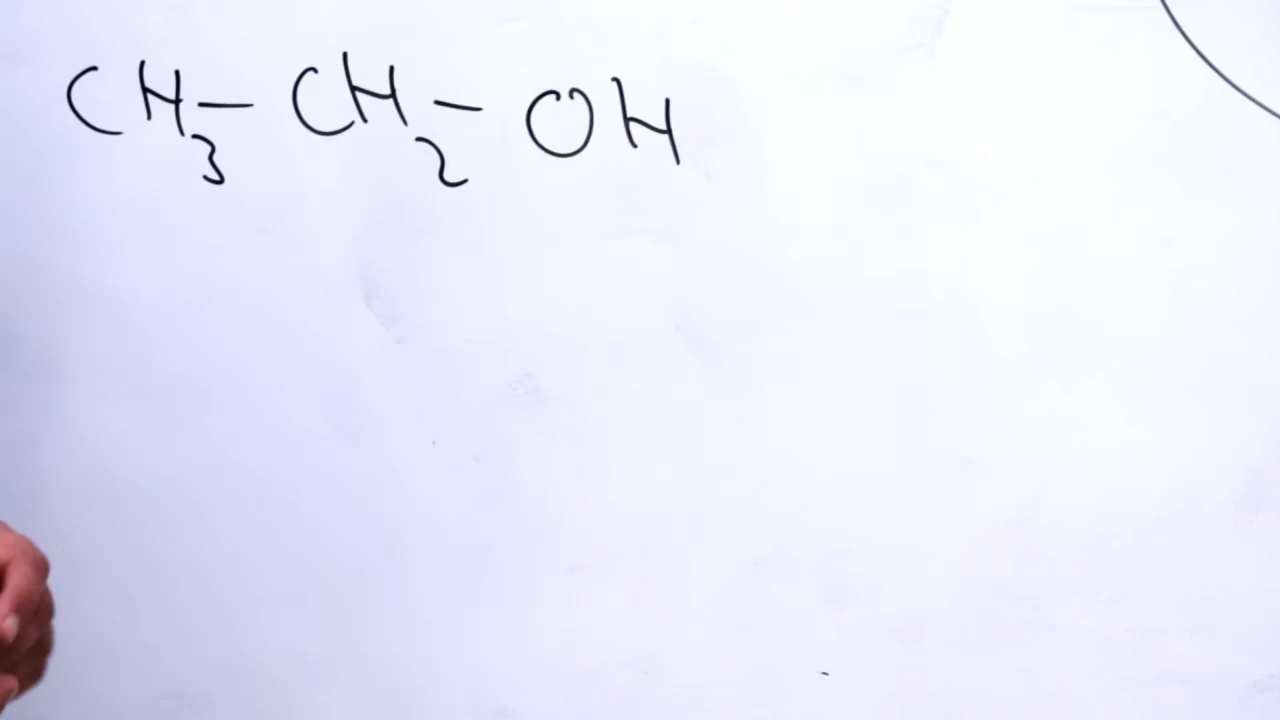 CH₃ – CH₂ – OH